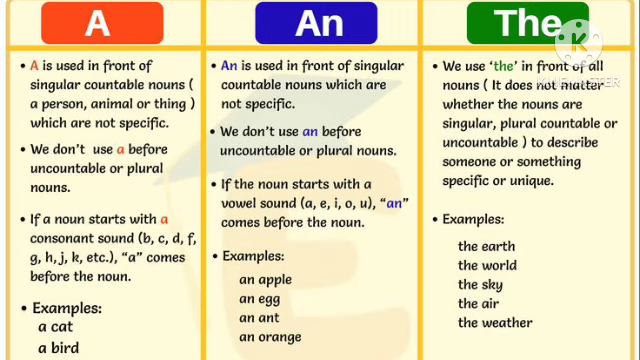 A
A is used in front of
singular countable nouns (
a person, animal or thing )
which are not specific.
We don't use a before
uncountable or plural
nouns.
If a noun starts with a
consonant sound (b, c, d, f,
g, h, j, k, etc.), “a” comes
before the noun.
Examples:
a cat
a bird
An
An is used in front of singular
countable nouns which are
not specific.
We don't use an before
uncountable or plural nouns.
If the noun starts with a
vowel sound (a, e, i, o, u), “an”
comes before the noun.
Examples:
an apple
an egg
an ant
an orange
The
We use ‘the’ in front of all
nouns ( It does not matter
whether the nouns are
singular, plural countable or
uncountable ) to describe
someone or something
specific or unique.
Examples:
the earth
the world
the sky
the air
the weather
KINEMASTER